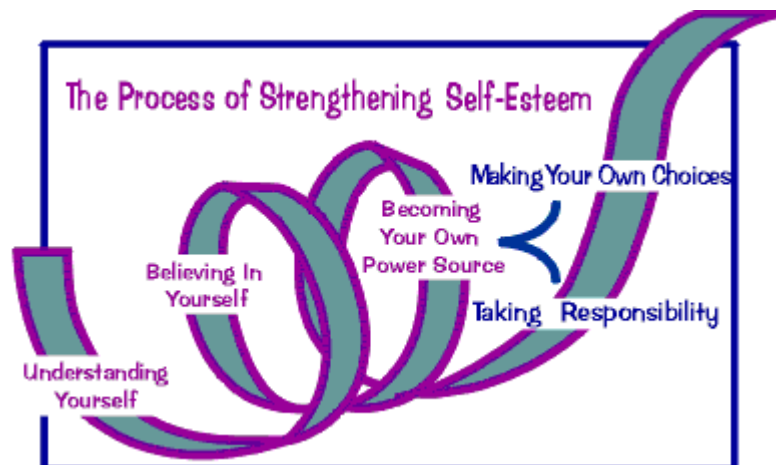 The Process of Strengthening Self-Esteem
Making Your Own Choices
Becoming
Your Own
Power Source
Believing In
Yourself
Taking Responsibility
Understanding
Yourself